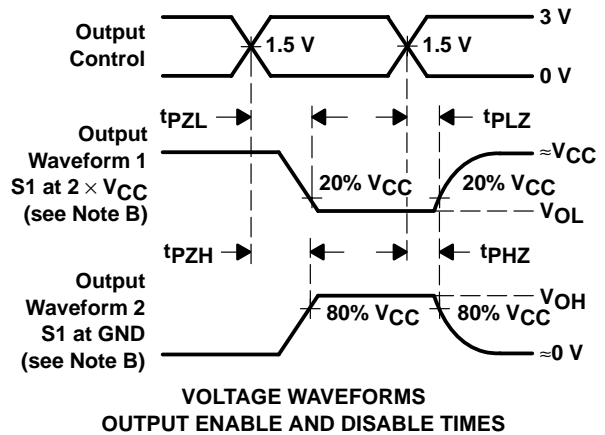 Output
Control
1.5 V
1.5 V
3 V
0 V
tPZL
tPLZ
Output
Waveform 1
S1 at 2 × VCC
(see Note B)
20% VCC
20% VCC
≈VCC
VOL
tPZH
tPHZ
Output
Waveform 2
S1 at GND
(see Note B)
80% VCC
80% VCC
VOH
≈0 V
VOLTAGE WAVEFORMS
OUTPUT ENABLE AND DISABLE TIMES